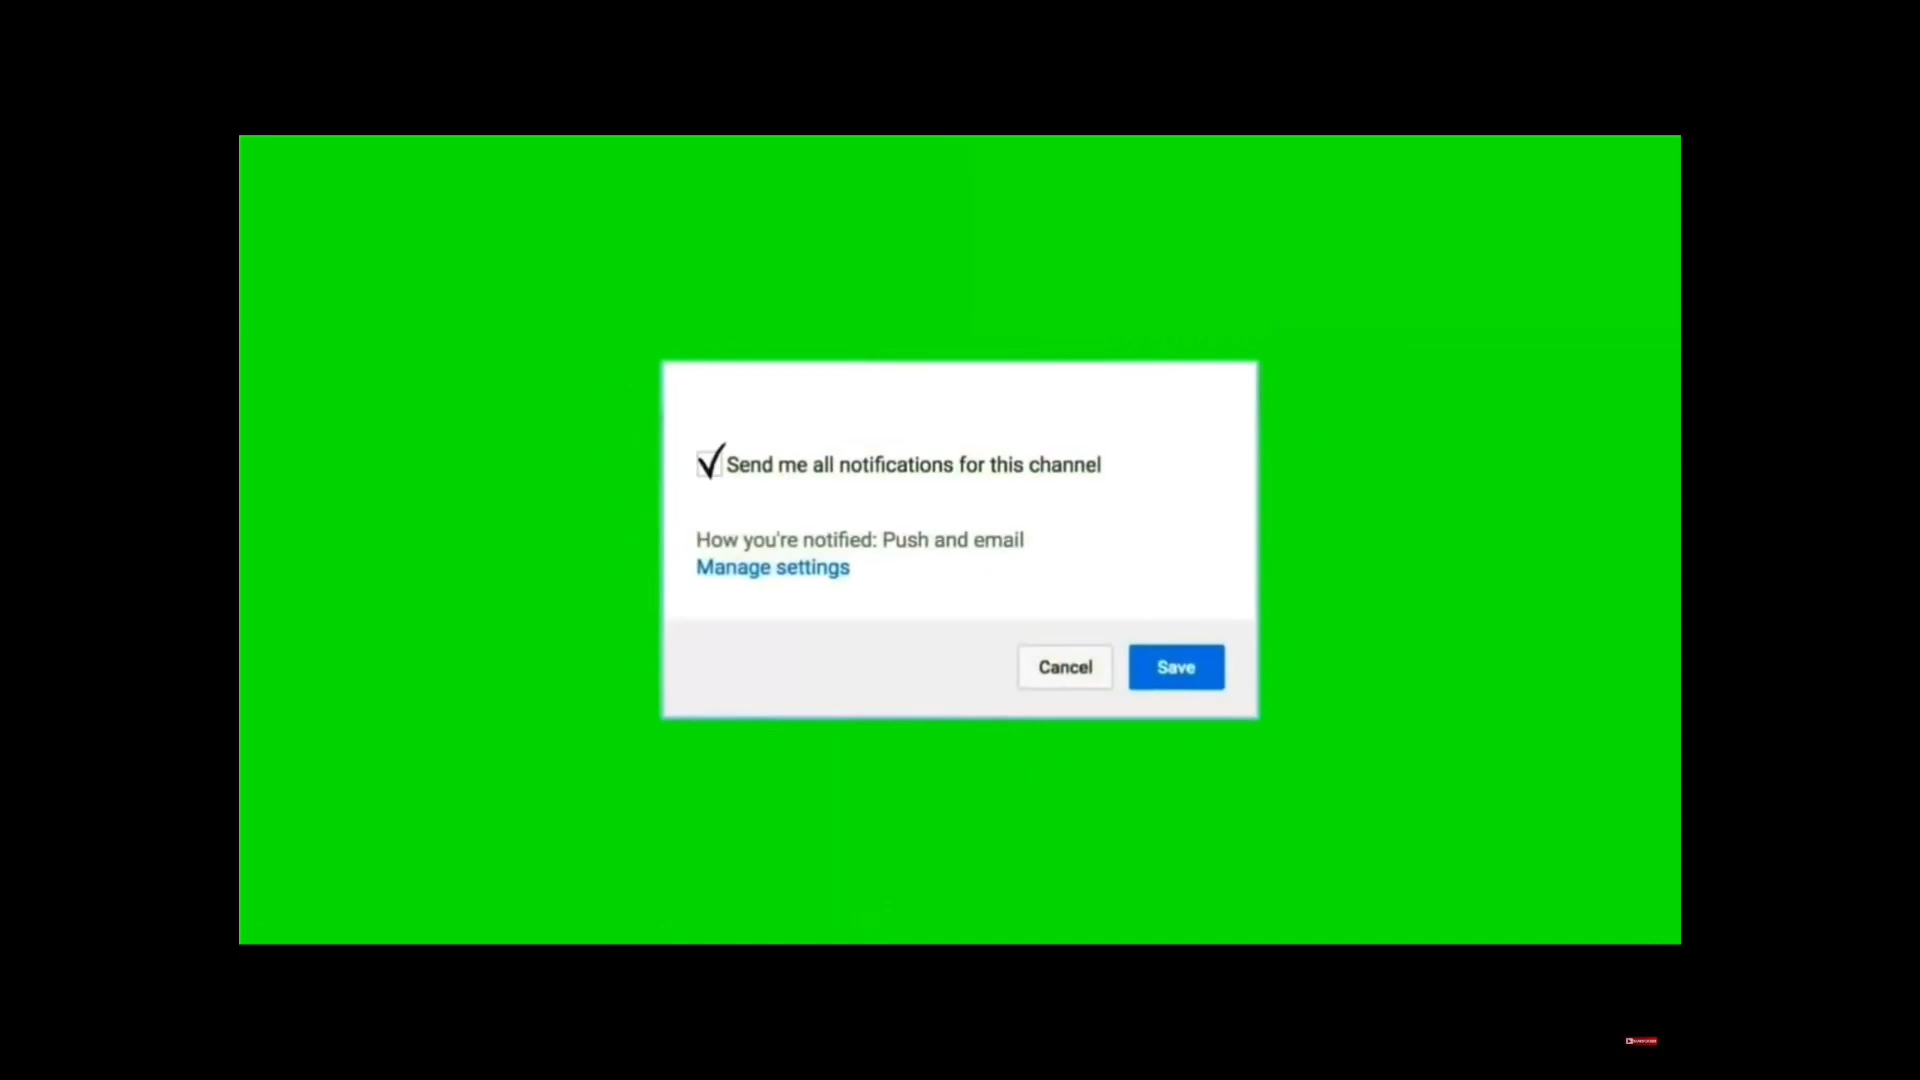 Send me all notifications for this channel
How you're notified: Push and email
Manage settings
Cancel
Save